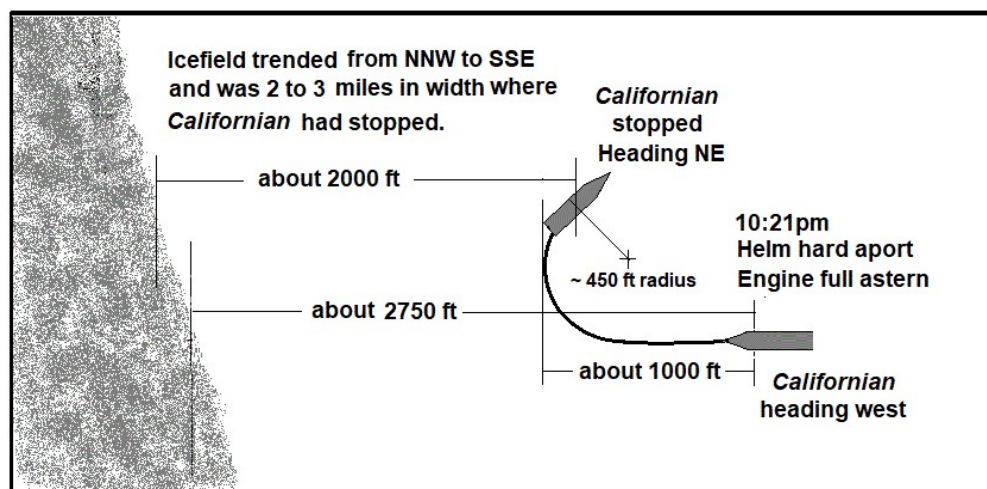 Icefield trended from NNW to SSE
and was 2 to 3 miles in width where
Californian had stopped.
Californian
stopped
Heading NE
about 2000 ft
10:21pm
Helm hard aport
Engine full astern
~ 450 ft radius
about 2750 ft
about 1000 ft
Californian
heading west